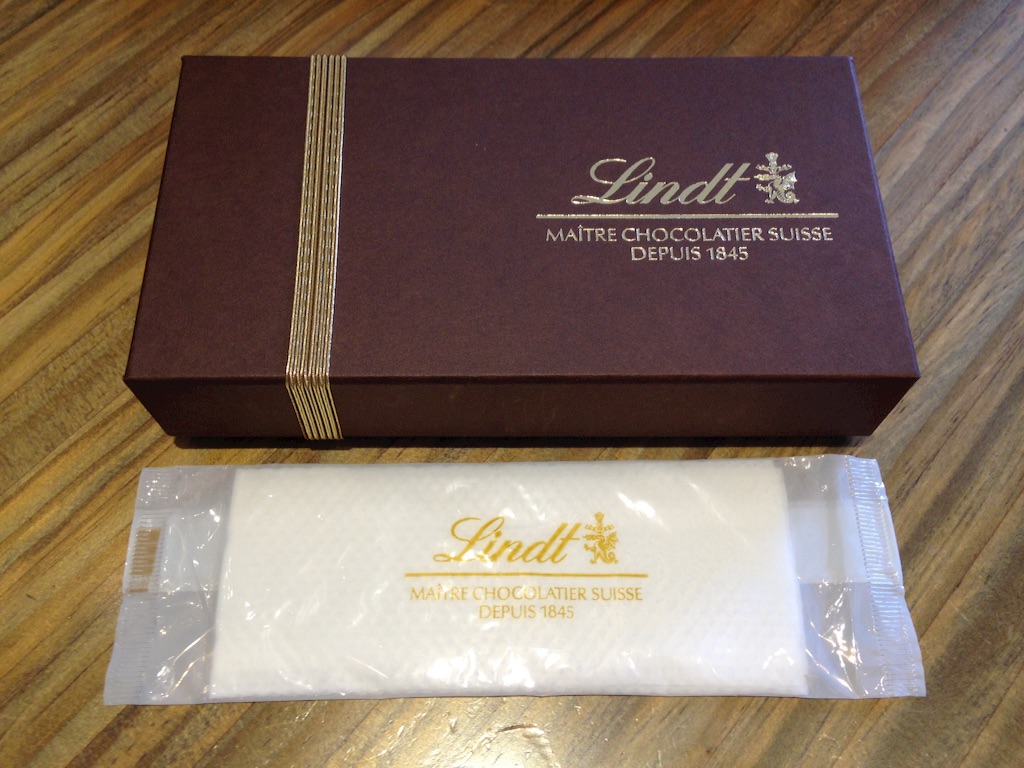 Lindt
MAÎTRE CHOCOLATIER SUISSE
DEPUIS 1845
Lindt
MAÎTRE CHOCOLATIER SUISSE
DEPUIS 1845